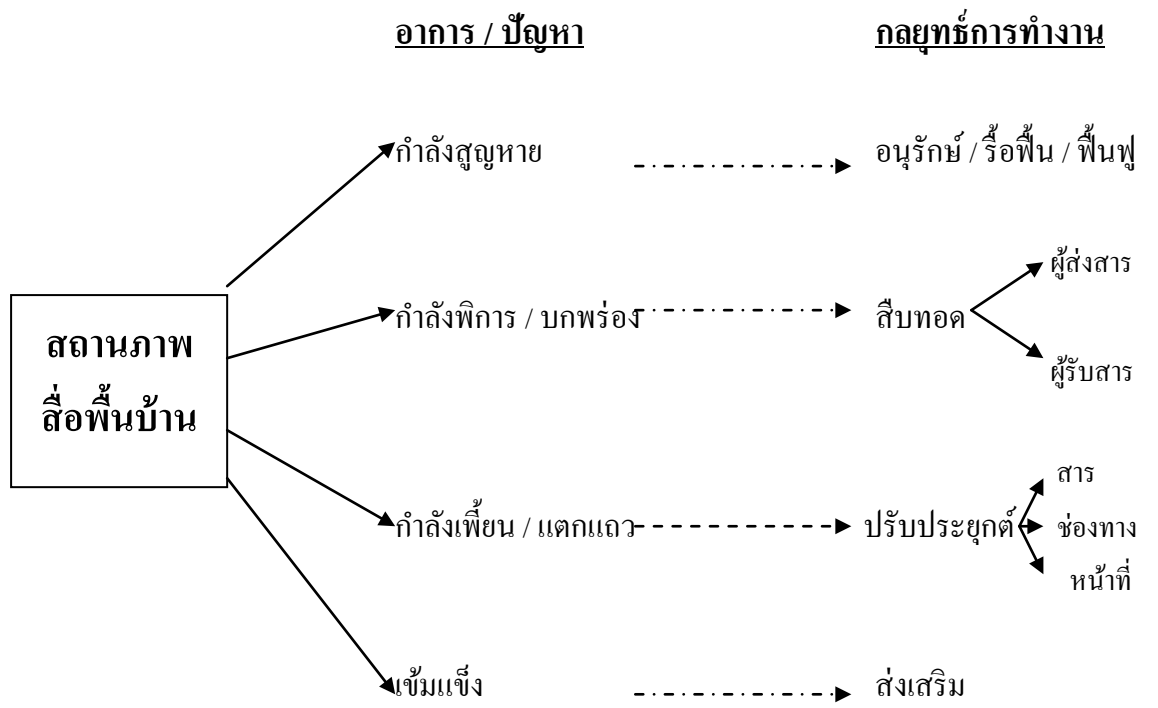 อาการ / ปัญหา
กลยุทธ์การทำงาน
กำลังสูญหาย
อนุรักษ์ / รื้อฟื้น / ฟื้นฟู
สถานภาพ
สื่อพื้นบ้าน
กำลังพิการ / บกพร่อง
สืบทอด
ผู้ส่งสาร
ผู้รับสาร
กำลังเพี้ยน / แตกแถว
ปรับประยุกต์
สาร
ช่องทาง
หน้าที่
เข้มแข็ง
ส่งเสริม